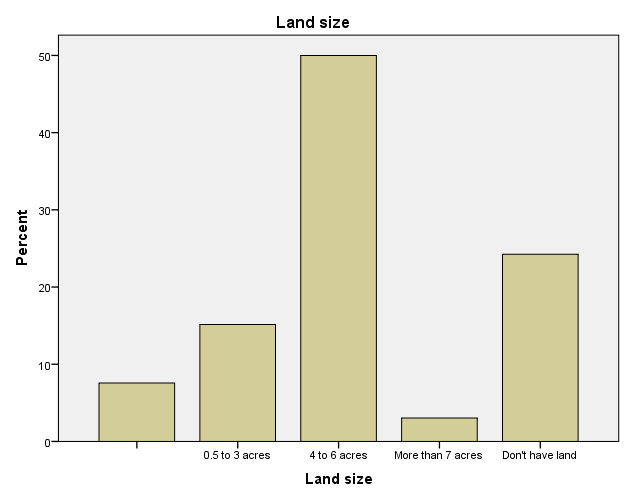 Land size
Percent
50
40
30
20
10
0
0.5 to 3 acres
4 to 6 acres
More than 7 acres
Don't have land
Land size